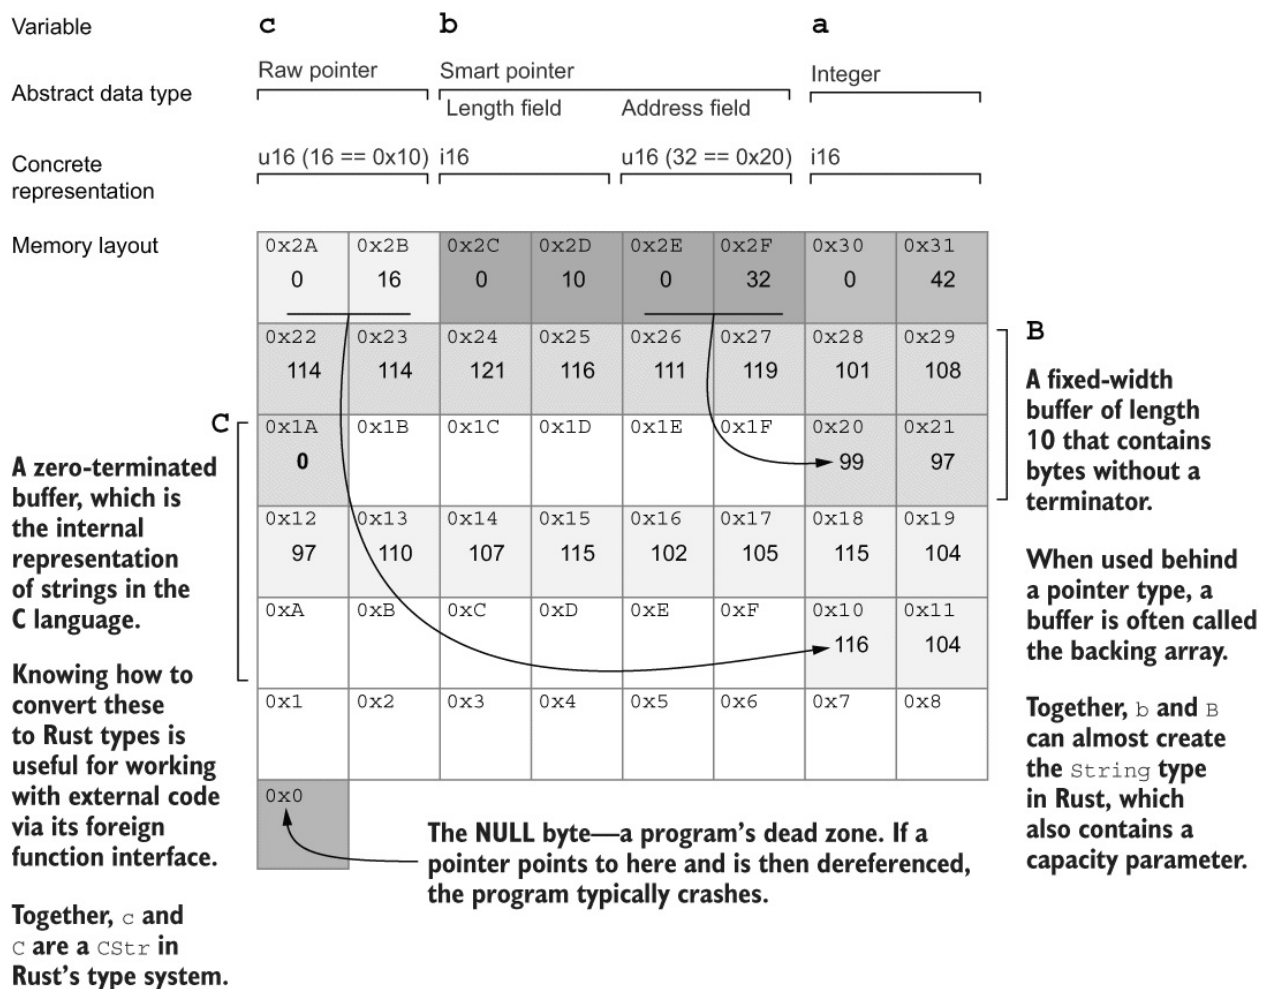 Variable c b a
Abstract data type Raw pointer Smart pointer Integer
Length field Address field
Concrete representation u16 (16 == 0x10) i16 u16 (32 == 0x20) i16
Memory layout
0x2A 0x2B 0x2C 0x2D 0x2E 0x2F 0x30 0x31
0 16 0 10 0 32 0 42
0x22 0x23 0x24 0x25 0x26 0x27 0x28 0x29
114 114 121 116 111 119 101 108
0x1A 0x1B 0x1C 0x1D 0x1E 0x1F 0x20 0x21
0 99 97
0x12 0x13 0x14 0x15 0x16 0x17 0x18 0x19
97 110 107 115 102 105 115 104
0xA 0xB 0xC 0xD 0xE 0xF 0x10 0x11
116 104
0x1 0x2 0x3 0x4 0x5 0x6 0x7 0x8
0x0
C
A zero-terminated
buffer, which is
the internal
representation
of strings in the
C language.
Knowing how to
convert these
to Rust types is
useful for working
with external code
via its foreign
function interface.
Together, c and
C are a CStr in
Rust's type system.
The NULL byte—a program's dead zone. If a
pointer points to here and is then dereferenced,
the program typically crashes.
B
A fixed-width
buffer of length
10 that contains
bytes without a
terminator.
When used behind
a pointer type, a
buffer is often called
the backing array.
Together, b and B
can almost create
the String type
in Rust, which
also contains a
capacity parameter.